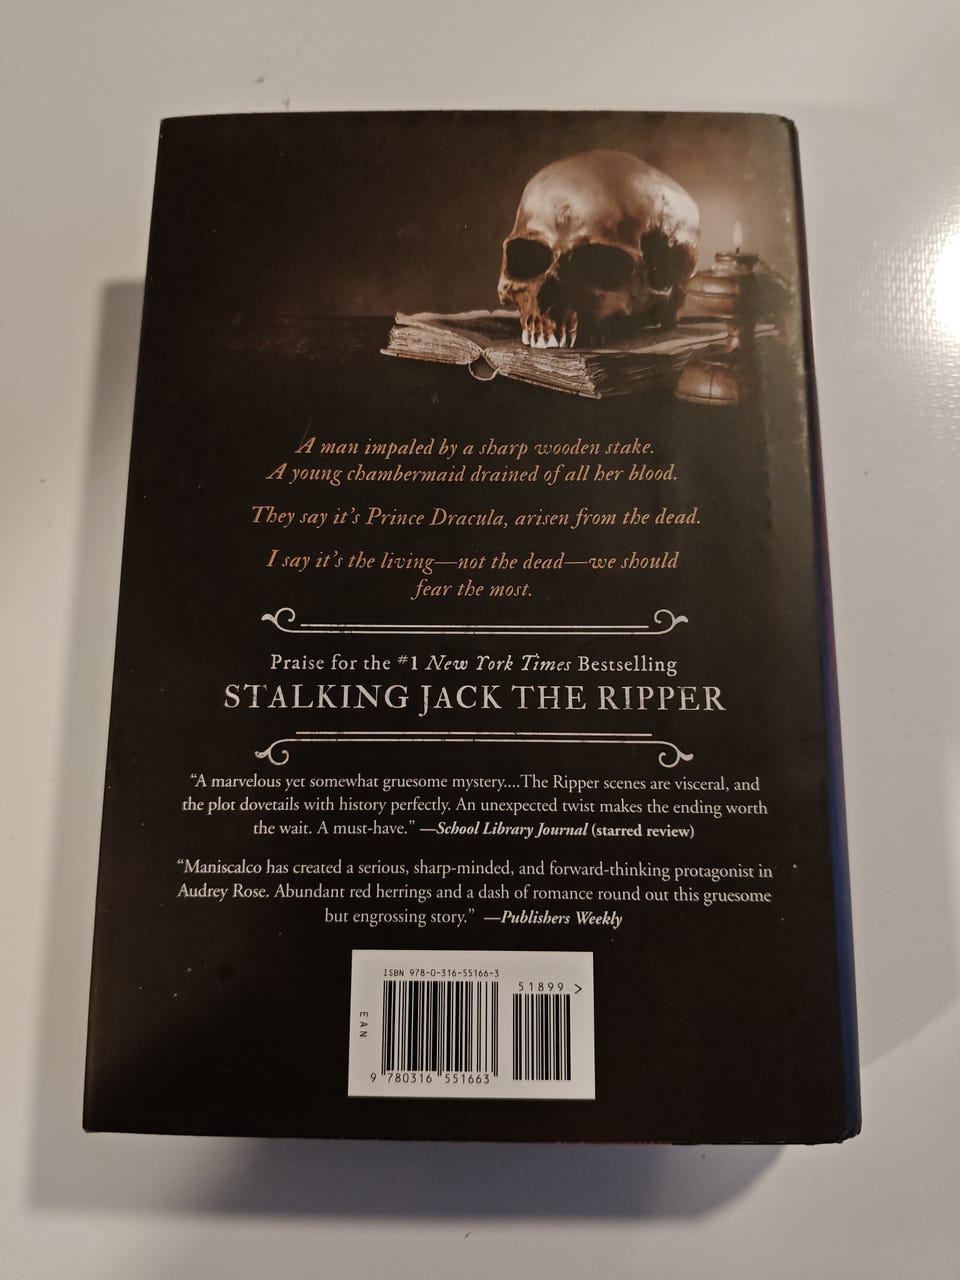 A man impaled by a sharp wooden stake.
A young chambermaid drained of all her blood.
They say it's Prince Dracula, arisen from the dead.
I say it's the living—not the dead—we should
fear the most.
Praise for the #1 New York Times Bestselling
STALKING JACK THE RIPPER
“A marvelous yet somewhat gruesome mystery....The Ripper scenes are visceral, and
the plot dovetails with history perfectly. An unexpected twist makes the ending worth
the wait. A must-have.” —School Library Journal (starred review)
“Maniscalco has created a serious, sharp-minded, and forward-thinking protagonist in
Audrey Rose. Abundant red herrings and a dash of romance round out this gruesome
but engrossing story.” —Publishers Weekly
ISBN 978-0-316-55166-3
51899 >
EAN
9 780316 551663